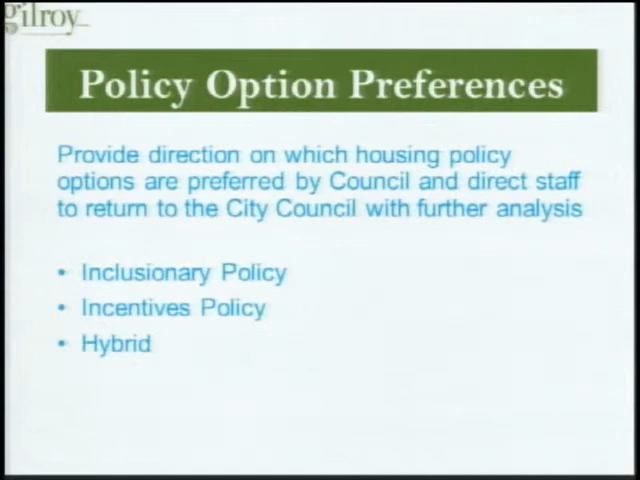 gilroy
Policy Option Preferences
Provide direction on which housing policy
options are preferred by Council and direct staff
to return to the City Council with further analysis
• Inclusionary Policy
• Incentives Policy
• Hybrid